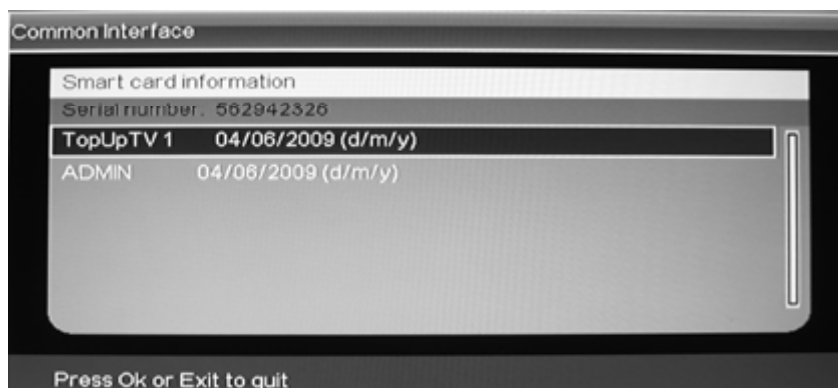 Common Interface
Smart card information
Serial number. 562942326
TopUpTV 1 04/06/2009 (d/m/y)
ADMIN 04/06/2009 (d/m/y)
Press Ok or Exit to quit